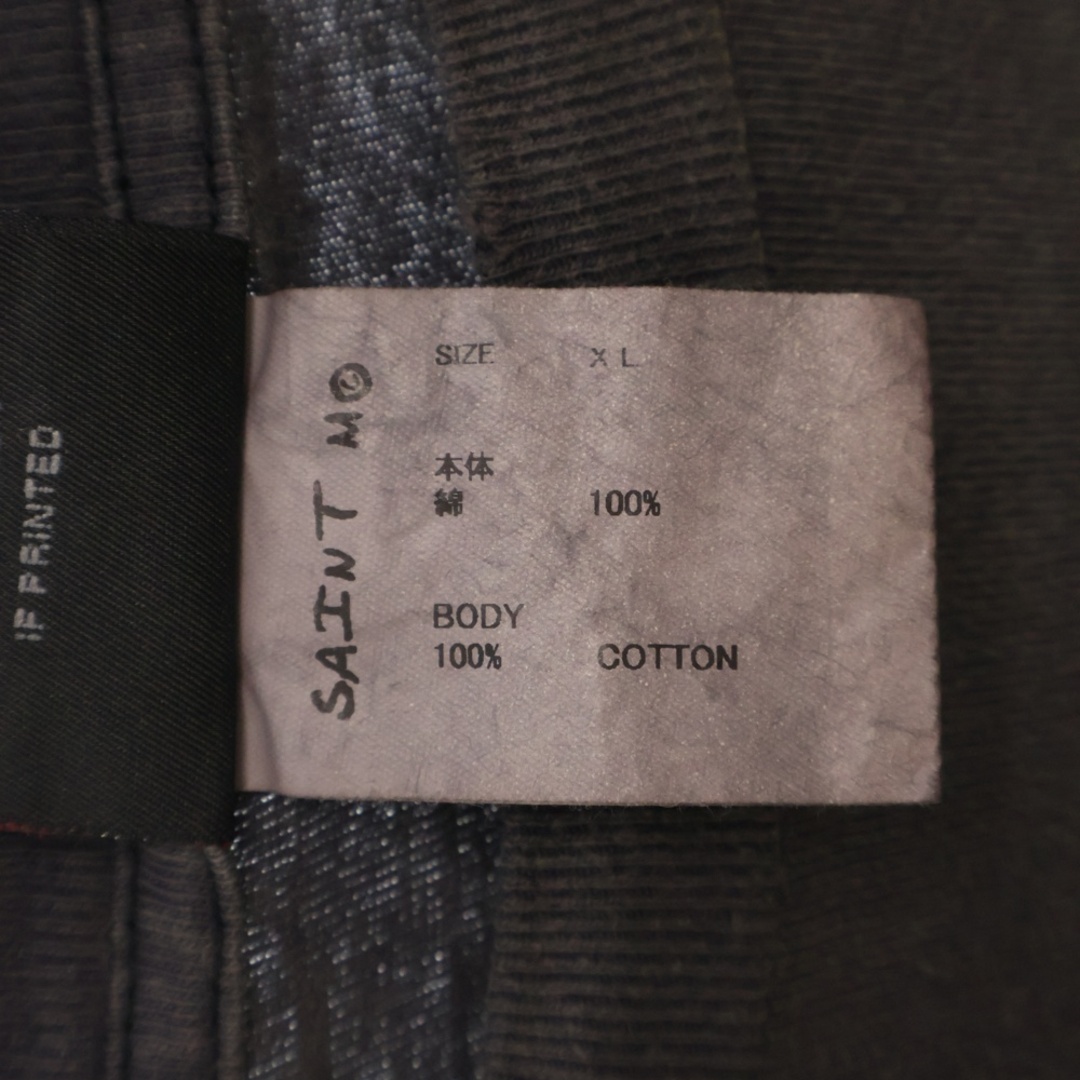 IF PRINTED
SAINT M©
SIZE XL
本体
綿 100%
BODY
100% COTTON